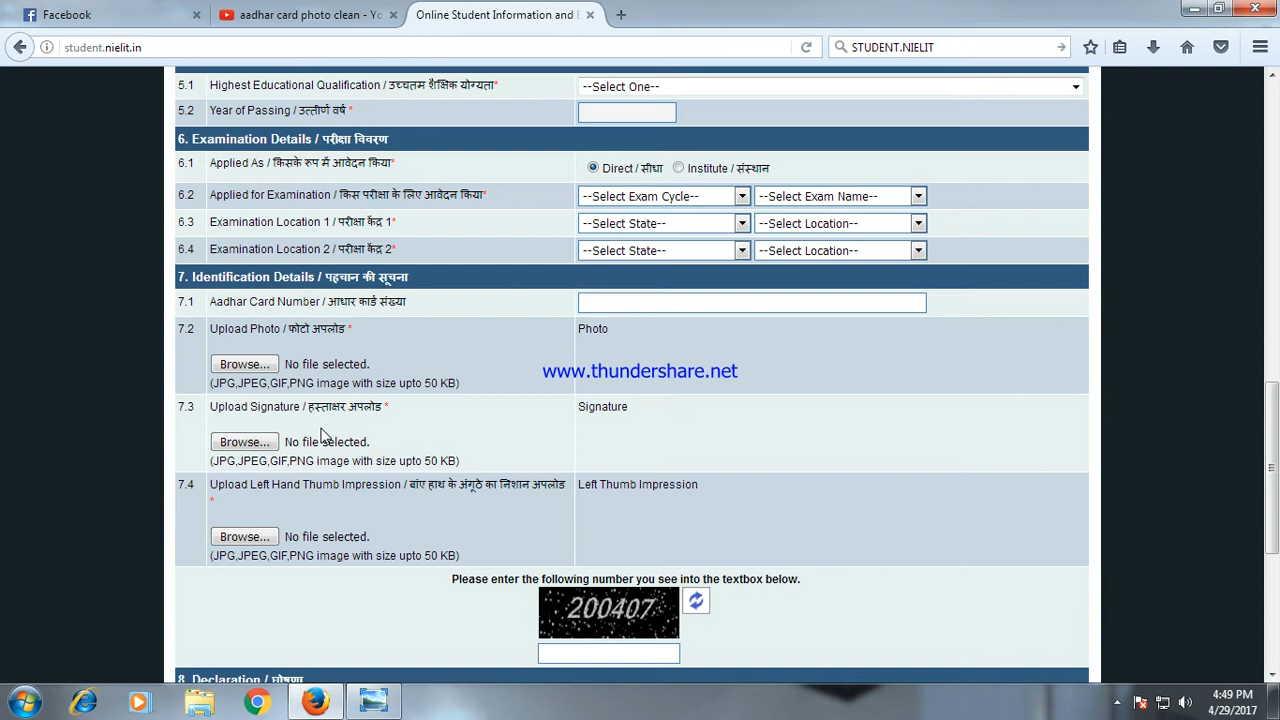 Facebook
aadhar card photo clean - Yo
Online Student Information and E
student.nielit.in
STUDENT.NIELIT
5.1 Highest Educational Qualification / उच्चतम शैक्षिक योग्यता* --Select One--
5.2 Year of Passing / उत्तीर्ण वर्ष *
6. Examination Details / परीक्षा विवरण
6.1 Applied As / किसके रूप में आवेदन किया* Direct / सीधा Institute / संस्थान
6.2 Applied for Examination / किस परीक्षा के लिए आवेदन किया* --Select Exam Cycle-- --Select Exam Name--
6.3 Examination Location 1 / परीक्षा केंद्र 1* --Select State-- --Select Location--
6.4 Examination Location 2 / परीक्षा केंद्र 2* --Select State-- --Select Location--
7. Identification Details / पहचान की सूचना
7.1 Aadhar Card Number / आधार कार्ड संख्या
7.2 Upload Photo / फोटो अपलोड * Photo
Browse... No file selected.
www.thundershare.net
(JPG,JPEG,GIF,PNG image with size upto 50 KB)
7.3 Upload Signature / हस्ताक्षर अपलोड * Signature
Browse... No file selected.
(JPG,JPEG,GIF,PNG image with size upto 50 KB)
7.4 Upload Left Hand Thumb Impression / बांए हाथ के अंगूठे का निशान अपलोड Left Thumb Impression
*
Browse... No file selected.
(JPG,JPEG,GIF,PNG image with size upto 50 KB)
Please enter the following number you see into the textbox below.
200407
8. Declaration / घोषणा
4:49 PM
4/29/2017